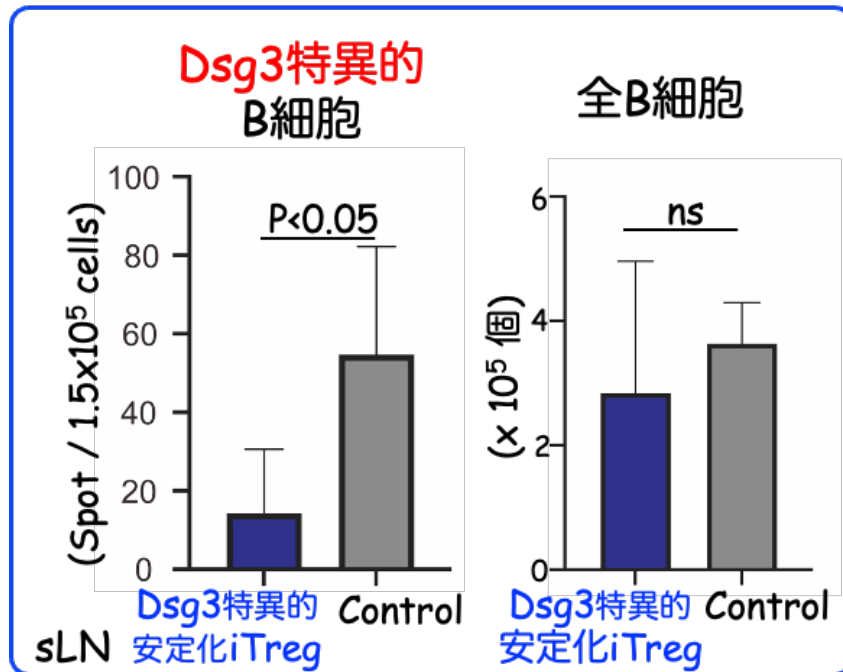 Dsg3特異的
B細胞
(Spot / 1.5x10⁵ cells)
100
80
60
40
20
0
P<0.05
Dsg3特異的
安定化iTreg
Control
sLN
全B細胞
(x 10⁵ 個)
6
4
2
0
ns
Dsg3特異的
安定化iTreg
Control